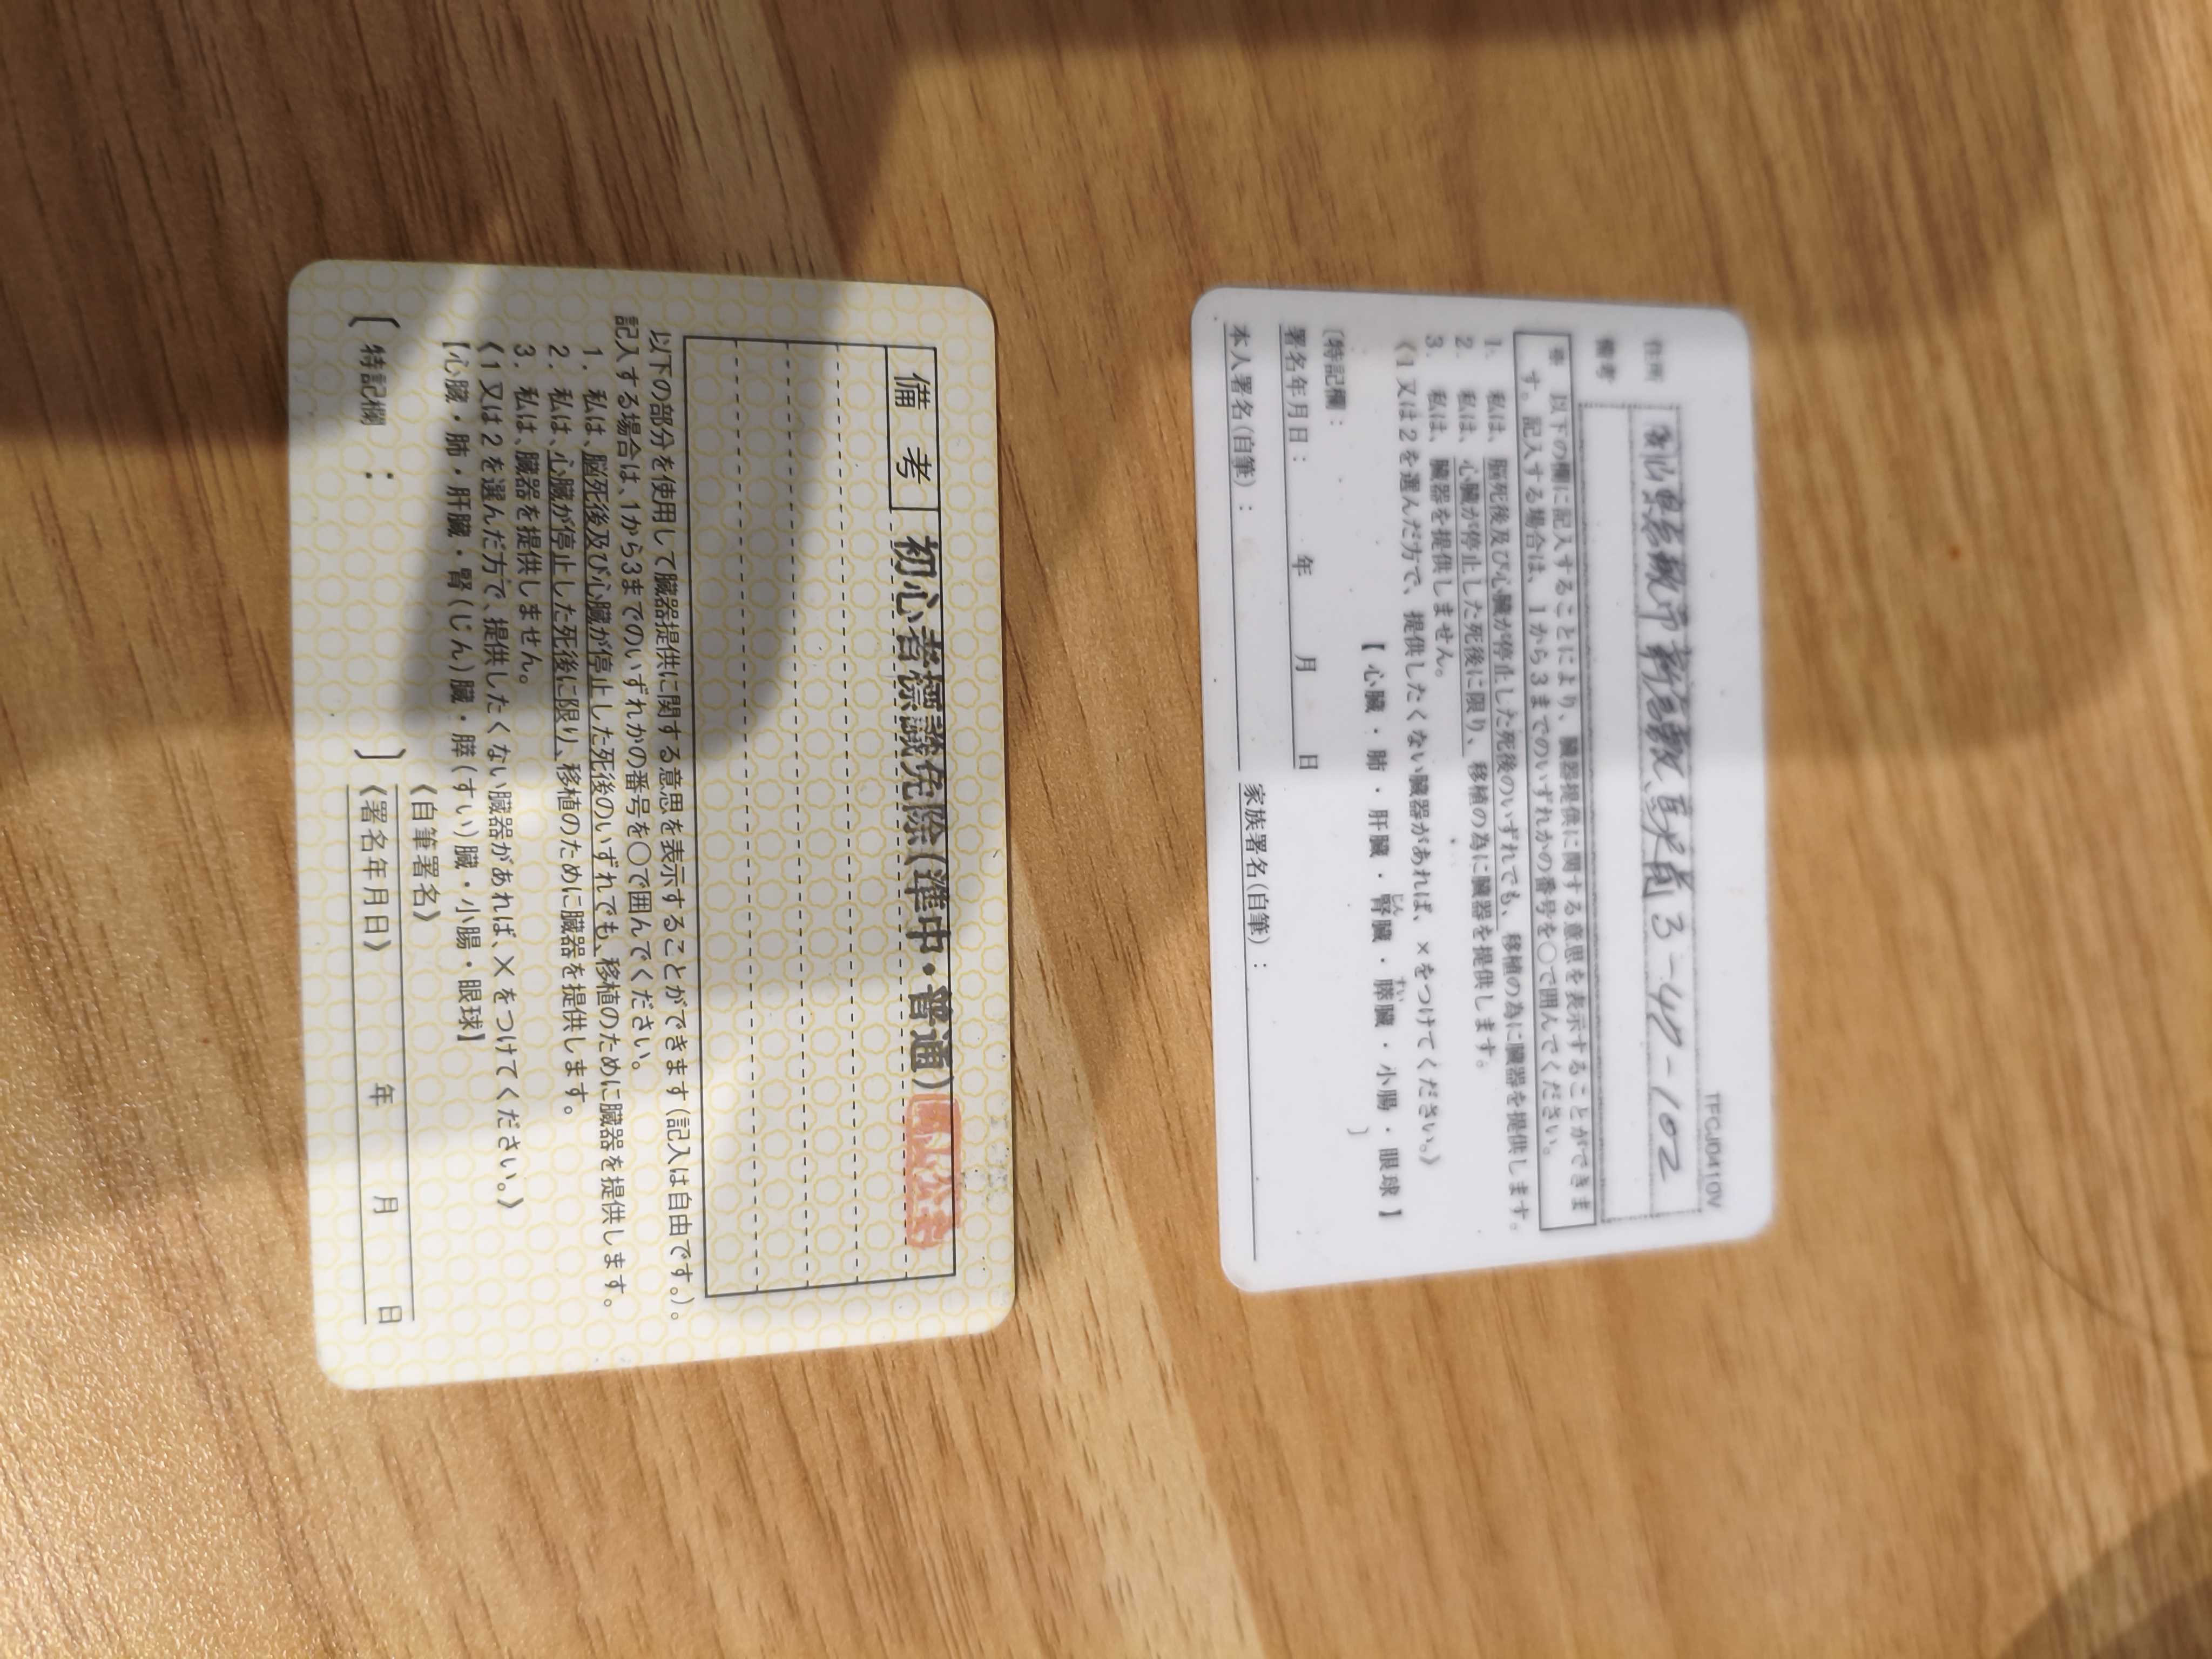 備考 初心者標識免除(準中・普通)
以下の部分を使用して臓器提供に関する意思を表示することができます(記入は自由です。)。
記入する場合は、1から3までのいずれかの番号を〇で囲んでください。
1. 私は、脳死後及び心臓が停止した死後のいずれでも、移植のために臓器を提供します。
2. 私は、心臓が停止した死後に限り、移植のために臓器を提供します。
3. 私は、臓器を提供しません。
《1又は2を選んだ方で、提供したくない臓器があれば、×をつけてください。》
【心臓・肺・肝臓・腎(じん)臓・膵(すい)臓・小腸・眼球】
〔特記欄 : 〕
《自筆署名》
《署名年月日》 年 月 日
TFCJ0410V
住所 3-40-102
備考
※ 以下の欄に記入することにより、臓器提供に関する意思を表示することができま
す。記入する場合は、1から3までのいずれかの番号を〇で囲んでください。
1. 私は、脳死後及び心臓が停止した死後のいずれでも、移植の為に臓器を提供します。
2. 私は、心臓が停止した死後に限り、移植の為に臓器を提供します。
3. 私は、臓器を提供しません。
《1又は2を選んだ方で、提供したくない臓器があれば、×をつけてください。》
【心臓・肺・肝臓・腎臓・膵臓・小腸・眼球】
〔特記欄: 〕
署名年月日: 年 月 日
本人署名(自筆): 家族署名(自筆):